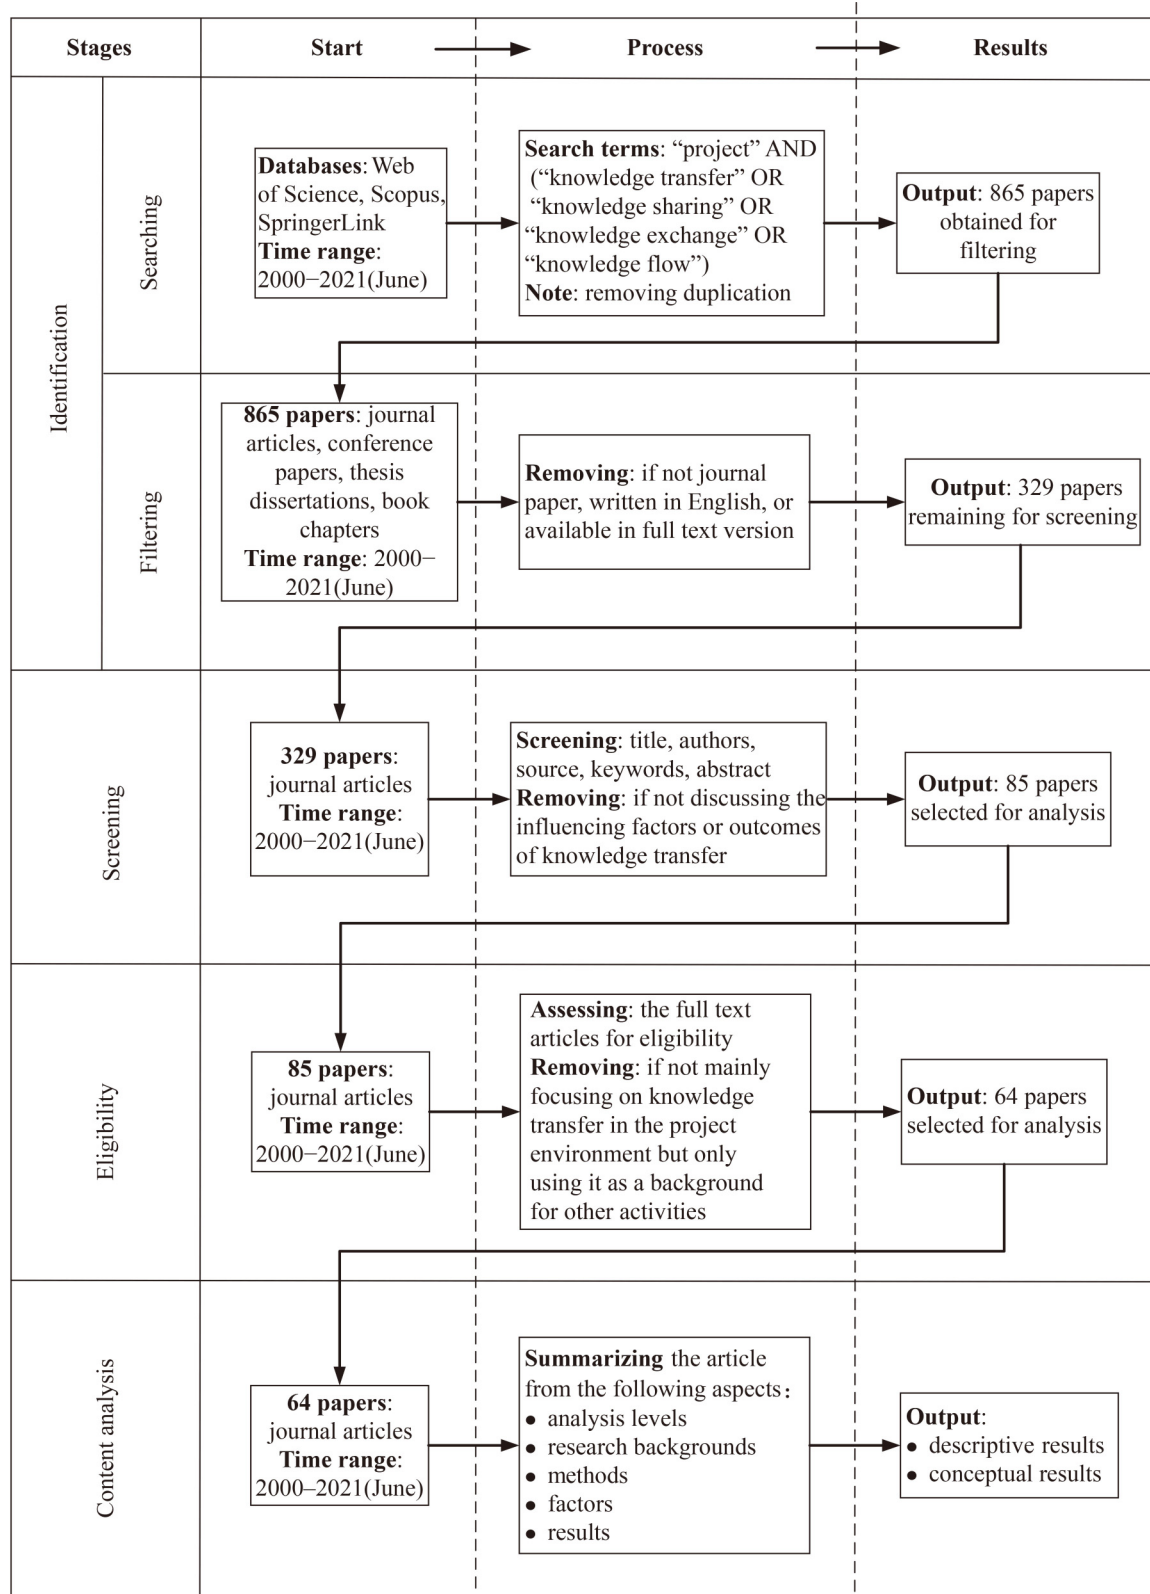 Stages
Start
Process
Results
Identification
Searching
Databases: Web
of Science, Scopus,
SpringerLink
Time range:
2000−2021(June)
Search terms: “project” AND
(“knowledge transfer” OR
“knowledge sharing” OR
“knowledge exchange” OR
“knowledge flow”)
Note: removing duplication
Output: 865 papers
obtained for
filtering
Filtering
865 papers: journal
articles, conference
papers, thesis
dissertations, book
chapters
Time range: 2000−
2021(June)
Removing: if not journal
paper, written in English, or
available in full text version
Output: 329 papers
remaining for screening
Screening
329 papers:
journal articles
Time range:
2000−2021(June)
Screening: title, authors,
source, keywords, abstract
Removing: if not discussing the
influencing factors or outcomes
of knowledge transfer
Output: 85 papers
selected for analysis
Eligibility
85 papers:
journal articles
Time range:
2000−2021(June)
Assessing: the full text
articles for eligibility
Removing: if not mainly
focusing on knowledge
transfer in the project
environment but only
using it as a background
for other activities
Output: 64 papers
selected for analysis
Content analysis
64 papers:
journal articles
Time range:
2000–2021(June)
Summarizing the article
from the following aspects：
● analysis levels
● research backgrounds
● methods
● factors
● results
Output:
● descriptive results
● conceptual results